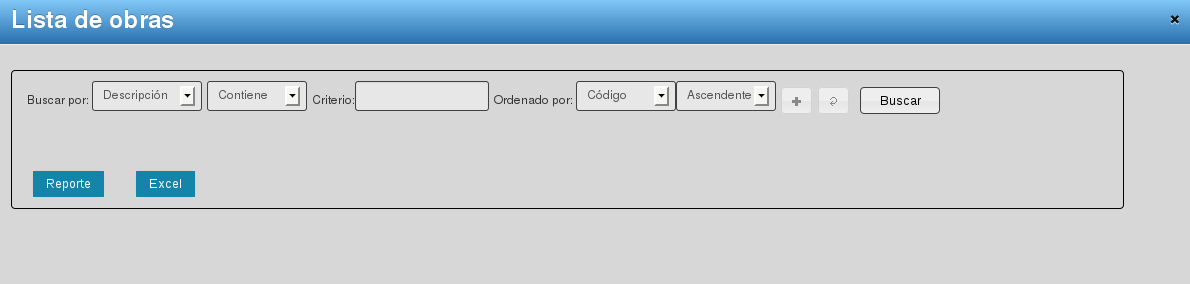 Lista de obras
Buscar por: Descripción Contiene Criterio: Ordenado por: Código Ascendente Buscar
Reporte Excel